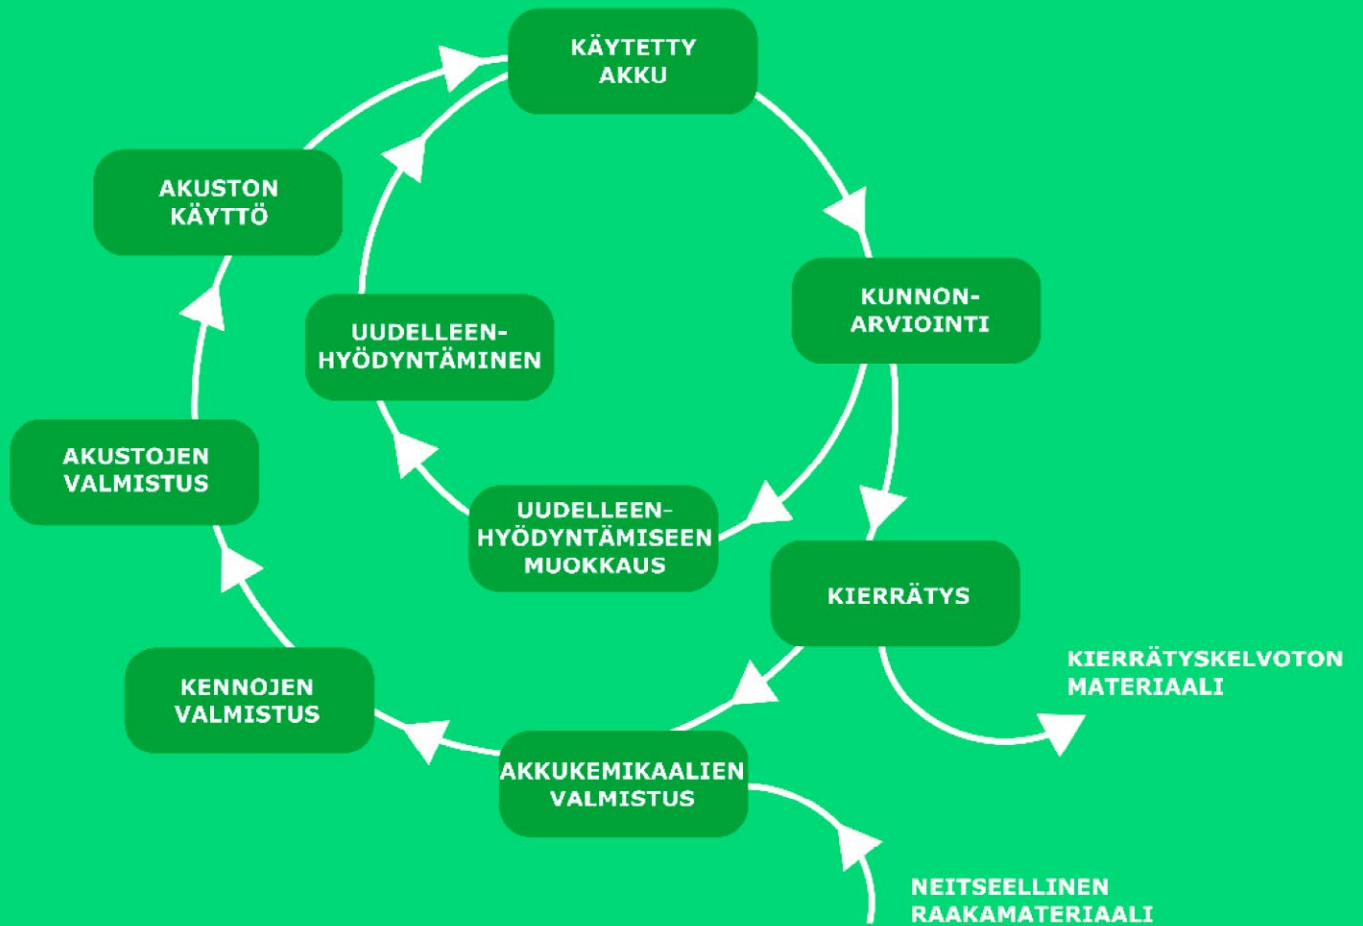 KÄYTETTY
AKKU
AKUSTON
KÄYTTÖ
KUNNON-
ARVIOINTI
UUDELLEEN-
HYÖDYNTÄMINEN
AKUSTOJEN
VALMISTUS
UUDELLEEN-
HYÖDYNTÄMISEEN
MUOKKAUS
KIERRÄTYS
KIERRÄTYSKELVOTON
MATERIAALI
KENNOJEN
VALMISTUS
AKKUKEMIKAALIEN
VALMISTUS
NEITSEELLINEN
RAAKAMATERIAALI